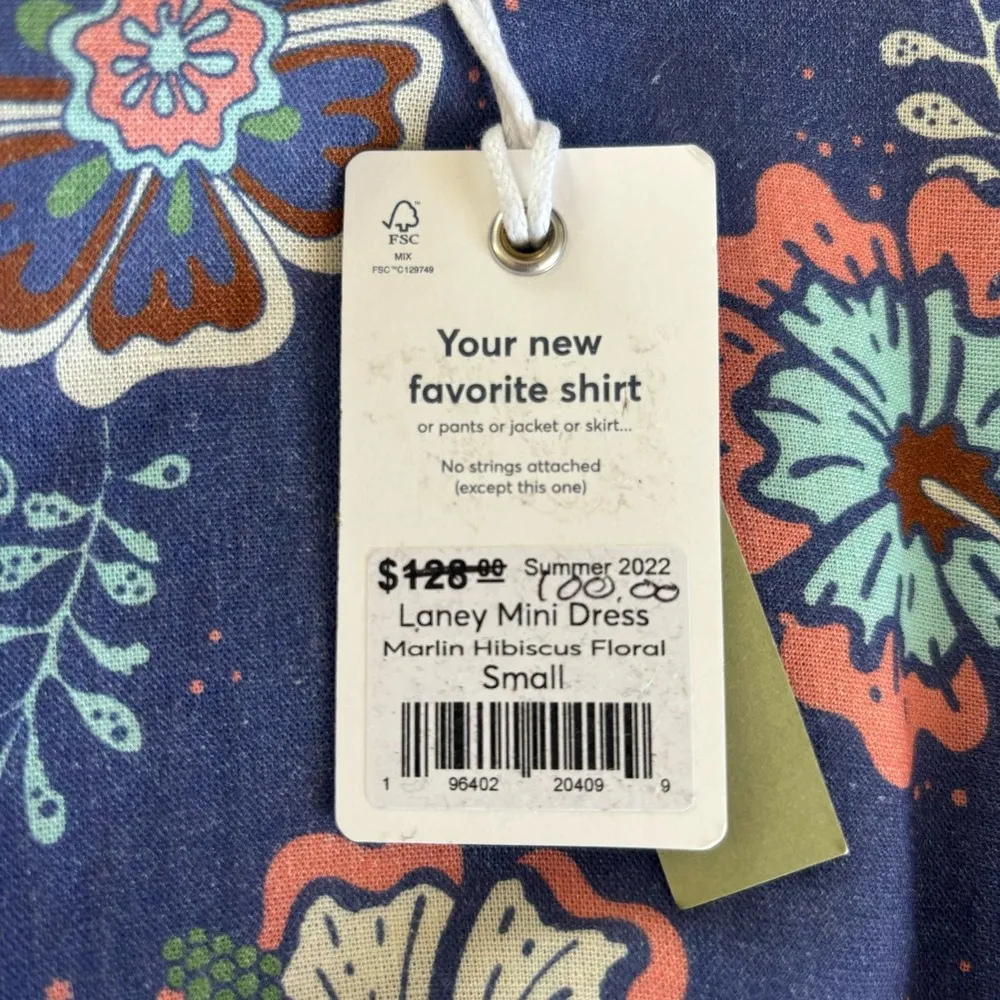 FSC™
MIX
FSC™C129749
Your new
favorite shirt
or pants or jacket or skirt...
No strings attached
(except this one)
$128.00 Summer 2022
100.00
Laney Mini Dress
Marlin Hibiscus Floral
Small
1 96402 20409 9